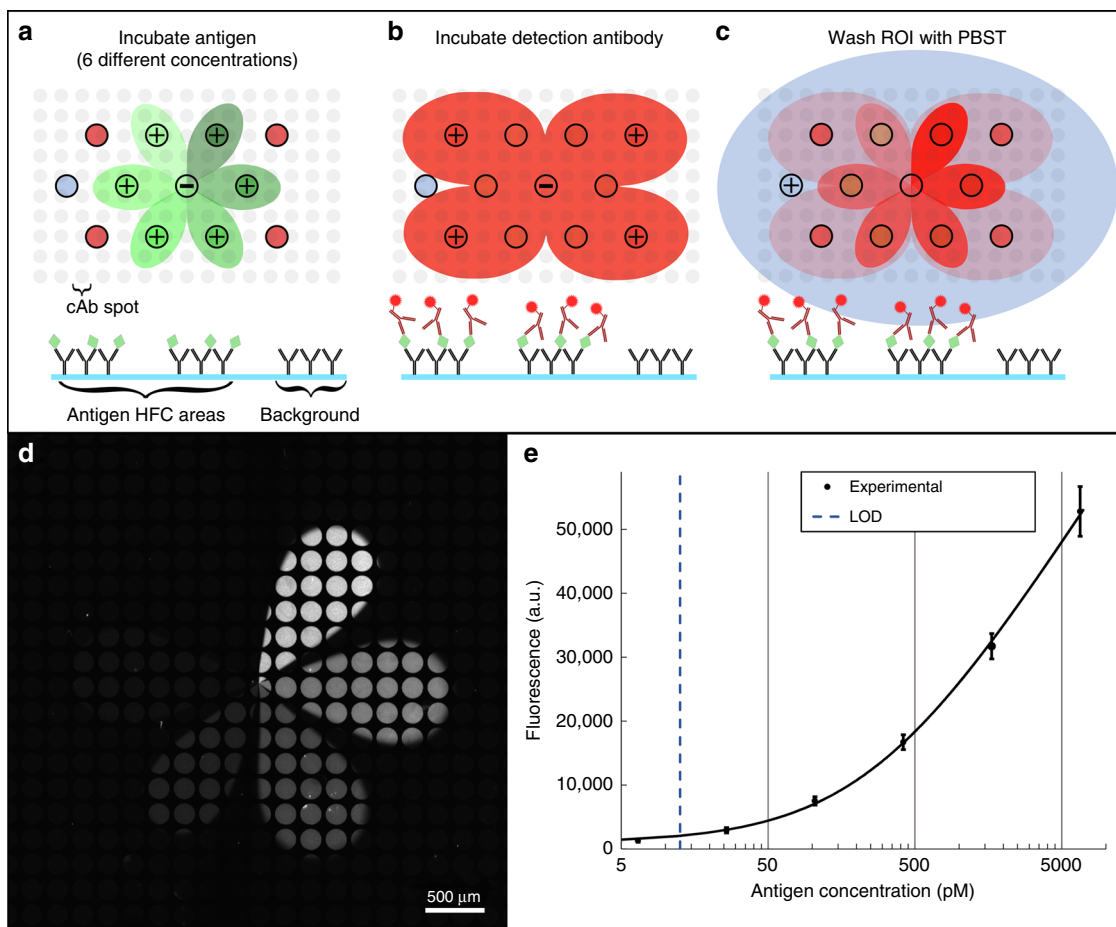 a
Incubate antigen
(6 different concentrations)
cAb spot
Antigen HFC areas
Background
b
Incubate detection antibody
c
Wash ROI with PBST
d
500 µm
e
Experimental
LOD
Fluorescence (a.u.)
50,000
40,000
30,000
20,000
10,000
0
5 50 500 5000
Antigen concentration (pM)